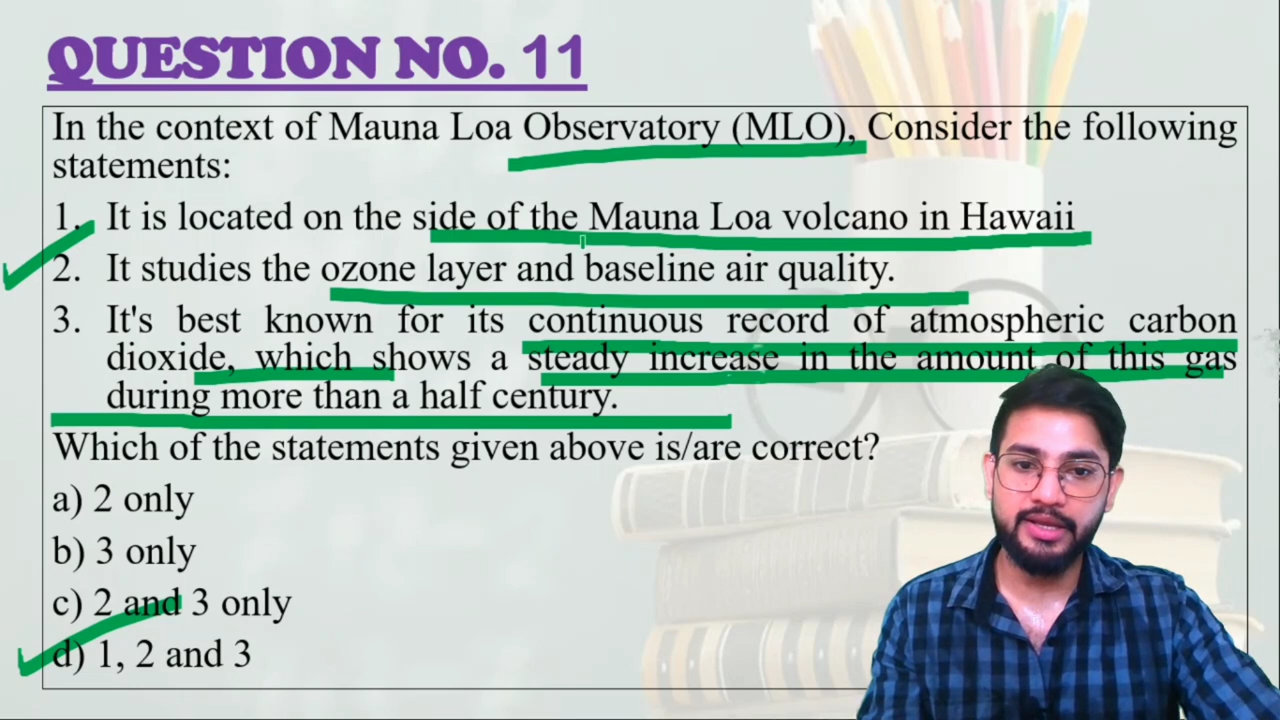 QUESTION NO. 11
In the context of Mauna Loa Observatory (MLO), Consider the following
statements:
1. It is located on the side of the Mauna Loa volcano in Hawaii
2. It studies the ozone layer and baseline air quality.
3. It's best known for its continuous record of atmospheric carbon
dioxide, which shows a steady increase in the amount of this gas
during more than a half century.
Which of the statements given above is/are correct?
a) 2 only
b) 3 only
c) 2 and 3 only
d) 1, 2 and 3